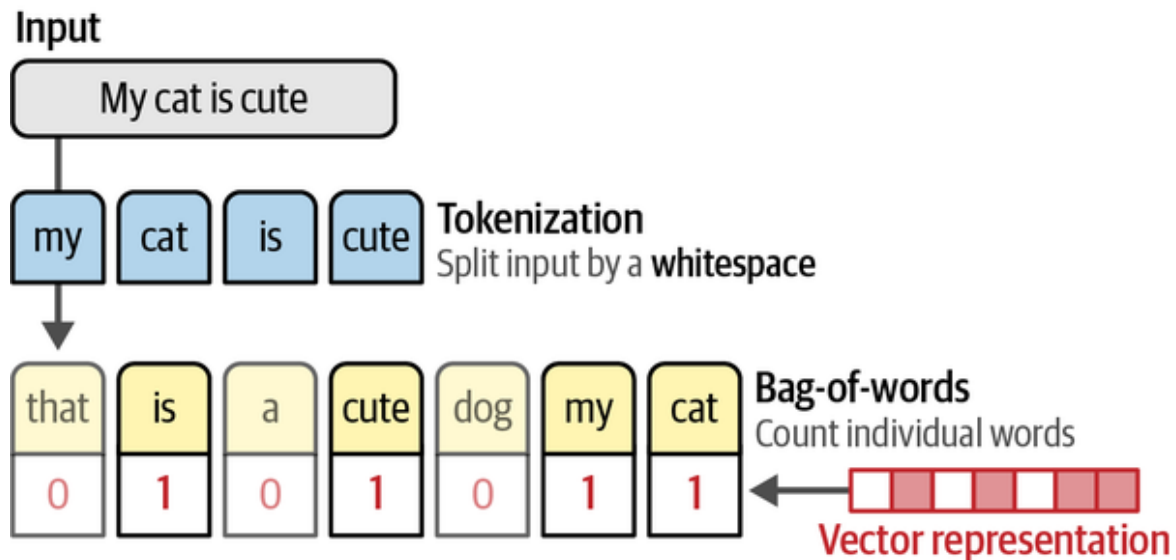 Input
My cat is cute
my cat is cute
Tokenization
Split input by a whitespace
that is a cute dog my cat
0 1 0 1 0 1 1
Bag-of-words
Count individual words
Vector representation